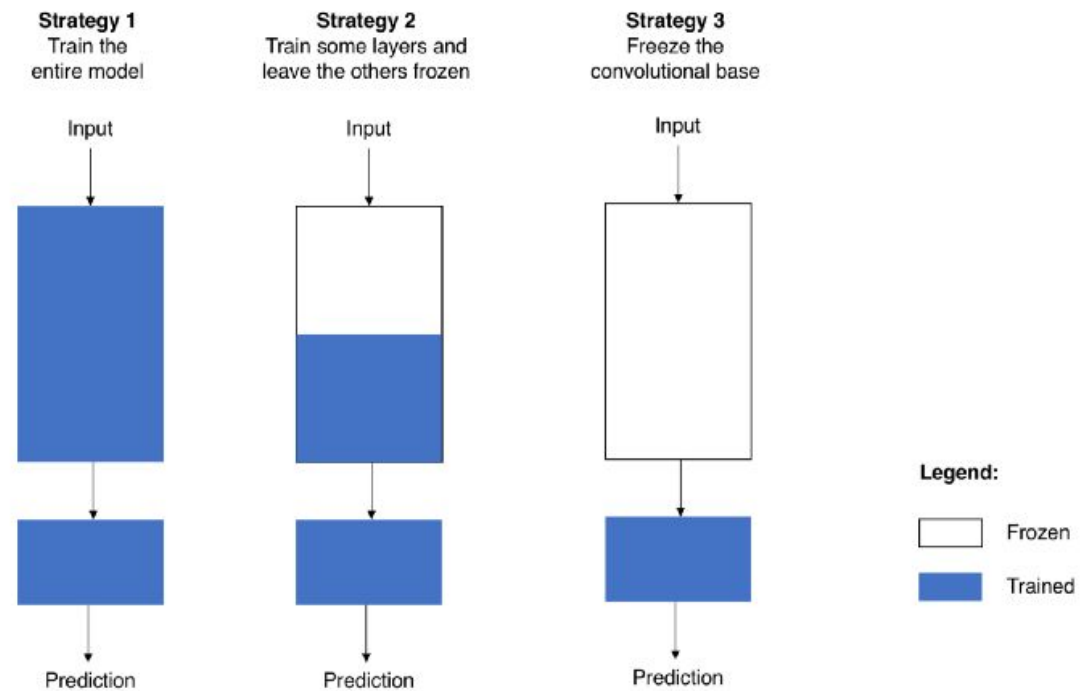 Strategy 1
Train the
entire model
Input
Prediction
Strategy 2
Train some layers and
leave the others frozen
Input
Prediction
Strategy 3
Freeze the
convolutional base
Input
Prediction
Legend:
Frozen
Trained